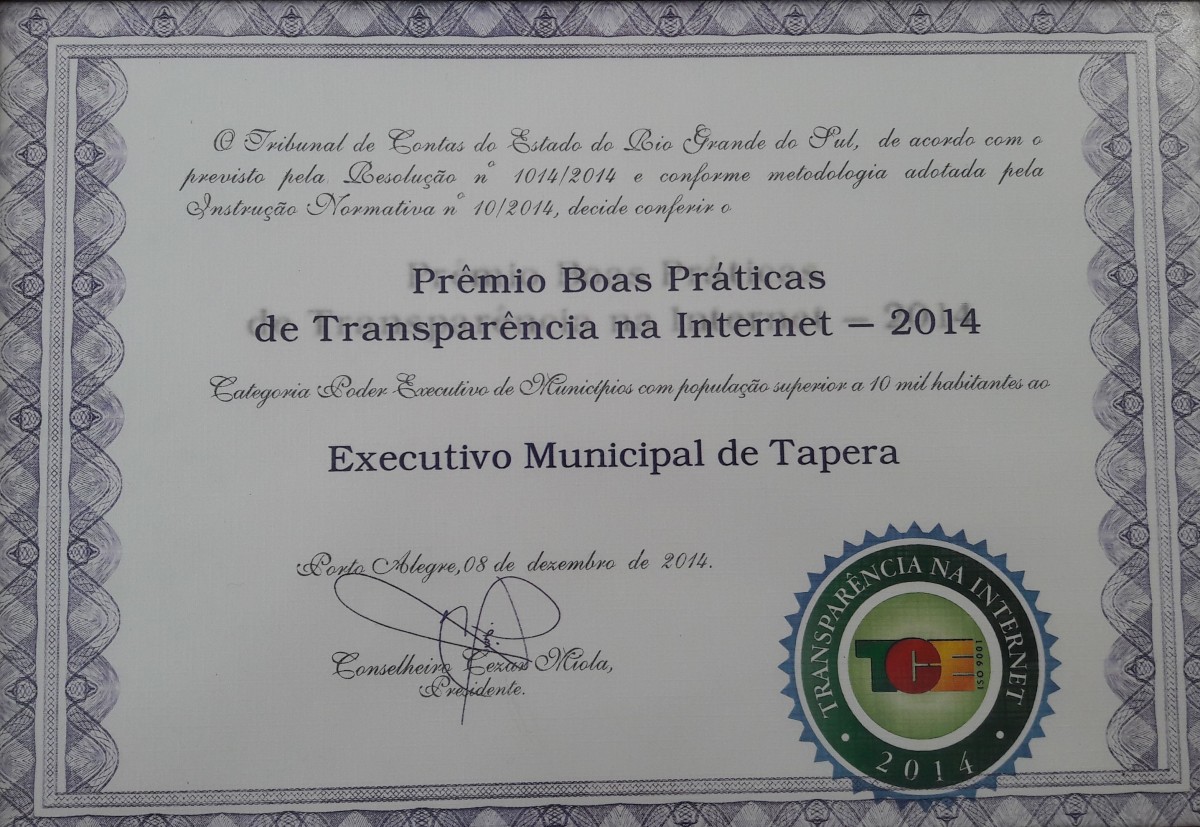 O Tribunal de Contas do Estado do Rio Grande do Sul, de acordo com o
previsto pela Resolução nº 1014/2014 e conforme metodologia adotada pela
Instrução Normativa nº 10/2014, decide conferir o
Prêmio Boas Práticas
de Transparência na Internet – 2014
Categoria Poder Executivo de Municípios com população superior a 10 mil habitantes ao
Executivo Municipal de Tapera
Porto Alegre, 08 de dezembro de 2014.
Conselheiro Cezar Miola,
Presidente.
TRANSPARÊNCIA NA INTERNET
TCE
ISO 9001
• 2014 •